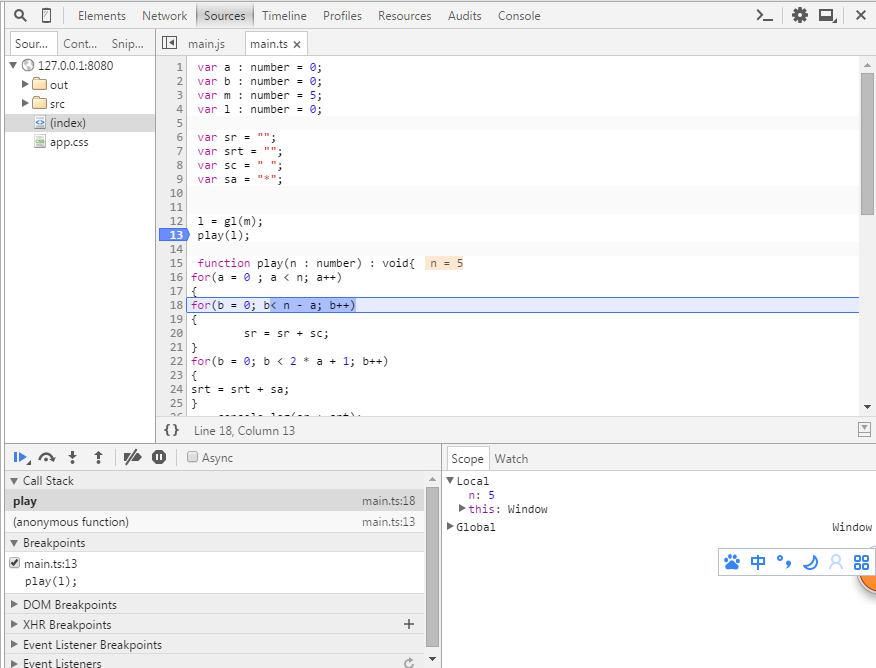 Elements Network Sources Timeline Profiles Resources Audits Console
Sour... Cont... Snip... main.js main.ts ×
127.0.0.1:8080
out
src
(index)
app.css
1 var a : number = 0;
2 var b : number = 0;
3 var m : number = 5;
4 var l : number = 0;
5
6 var sr = "";
7 var srt = "";
8 var sc = " ";
9 var sa = "*";
10
11
12 l = gl(m);
13 play(l);
14
15 function play(n : number) : void{ n = 5
16 for(a = 0 ; a < n; a++)
17 {
18 for(b = 0; b< n - a; b++)
19 {
20 sr = sr + sc;
21 }
22 for(b = 0; b < 2 * a + 1; b++)
23 {
24 srt = srt + sa;
25 }
{} Line 18, Column 13
Async
Call Stack
play main.ts:18
(anonymous function) main.ts:13
Breakpoints
main.ts:13
play(l);
DOM Breakpoints
XHR Breakpoints +
Event Listener Breakpoints
Event Listeners
Scope Watch
Local
n: 5
this: Window
Global Window
中